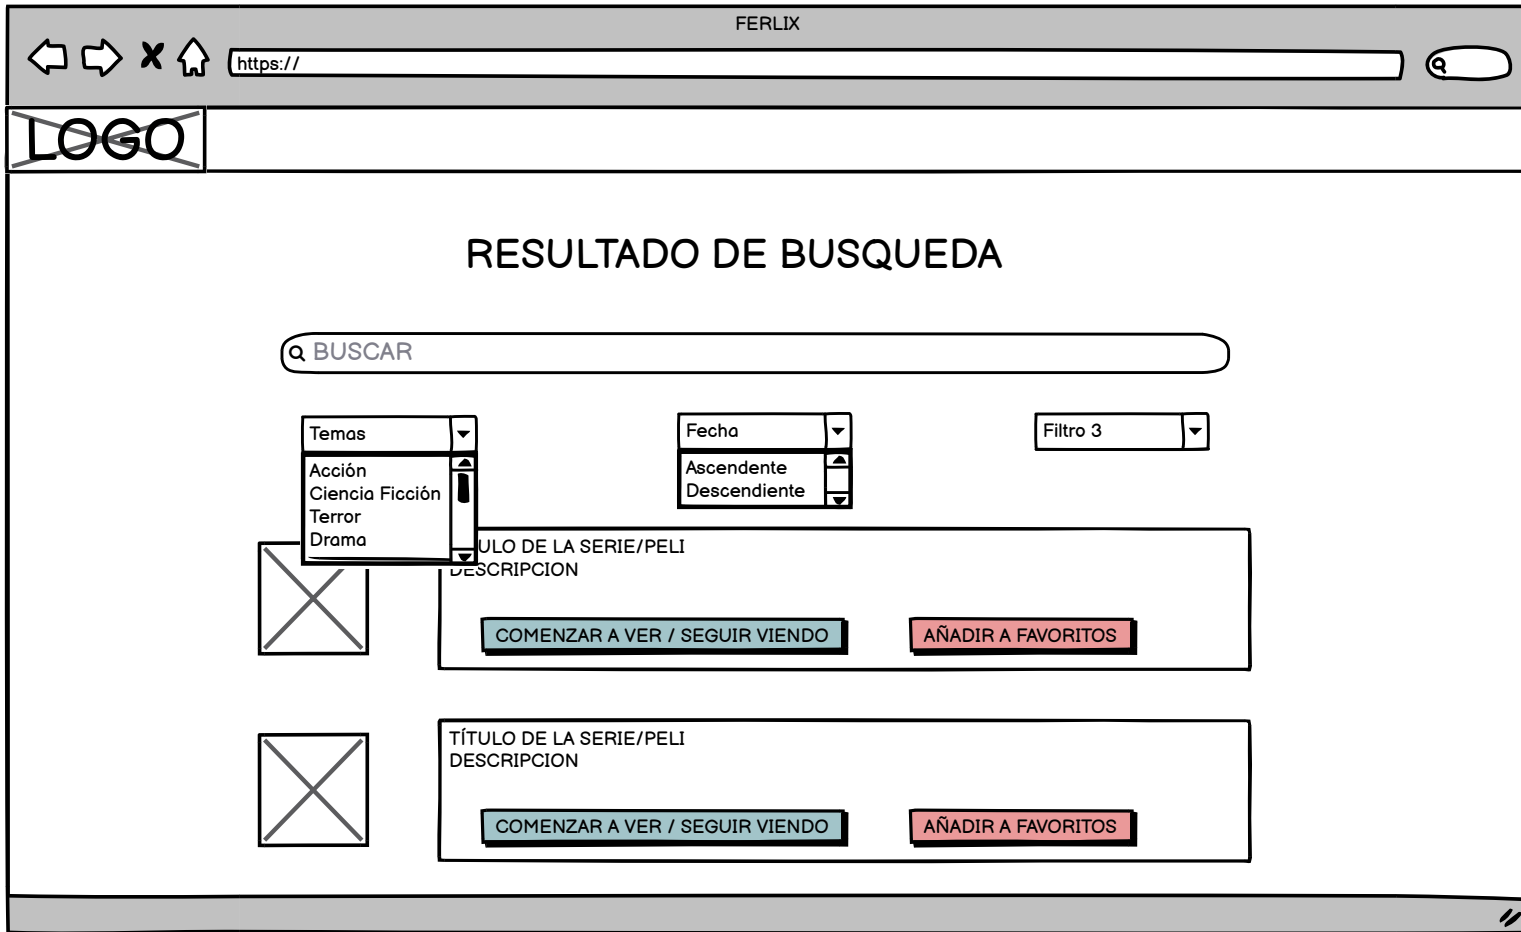 FERLIX
https://
LOGO
RESULTADO DE BUSQUEDA
BUSCAR
Temas
Fecha
Filtro 3
Acción
Ciencia Ficción
Terror
Drama
Ascendente
Descendiente
ULO DE LA SERIE/PELI
DESCRIPCION
COMENZAR A VER / SEGUIR VIENDO
AÑADIR A FAVORITOS
TÍTULO DE LA SERIE/PELI
DESCRIPCION
COMENZAR A VER / SEGUIR VIENDO
AÑADIR A FAVORITOS